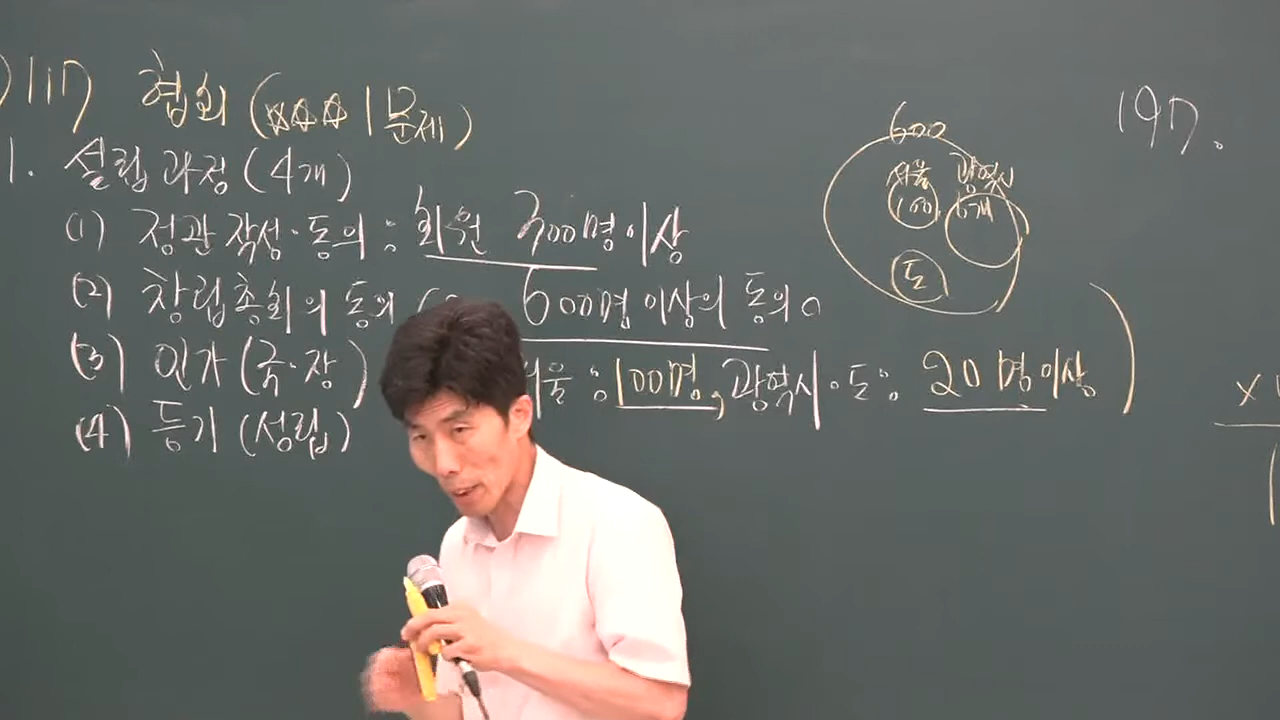 117 협회 (☆☆☆ 1문제)
1. 설립과정 (4개)
(1) 정관작성·동의 : 회원 300명 이상
(2) 창립총회의 동의 ( 600명 이상의 동의
(3) 인가 (국·장) 서울 : 100명, 광역시·도 : 20명 이상)
(4) 등기 (성립)
600
서울 광역시
100 6개
도
197.